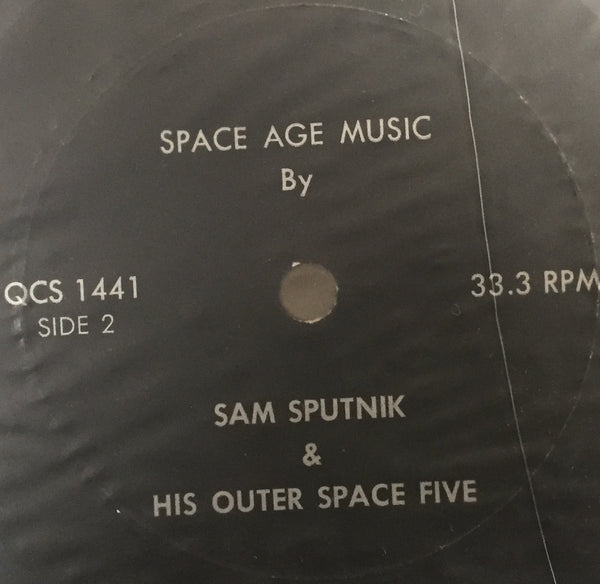 SPACE AGE MUSIC
By
QCS 1441
33.3 RPM
SIDE 2
SAM SPUTNIK
&
HIS OUTER SPACE FIVE